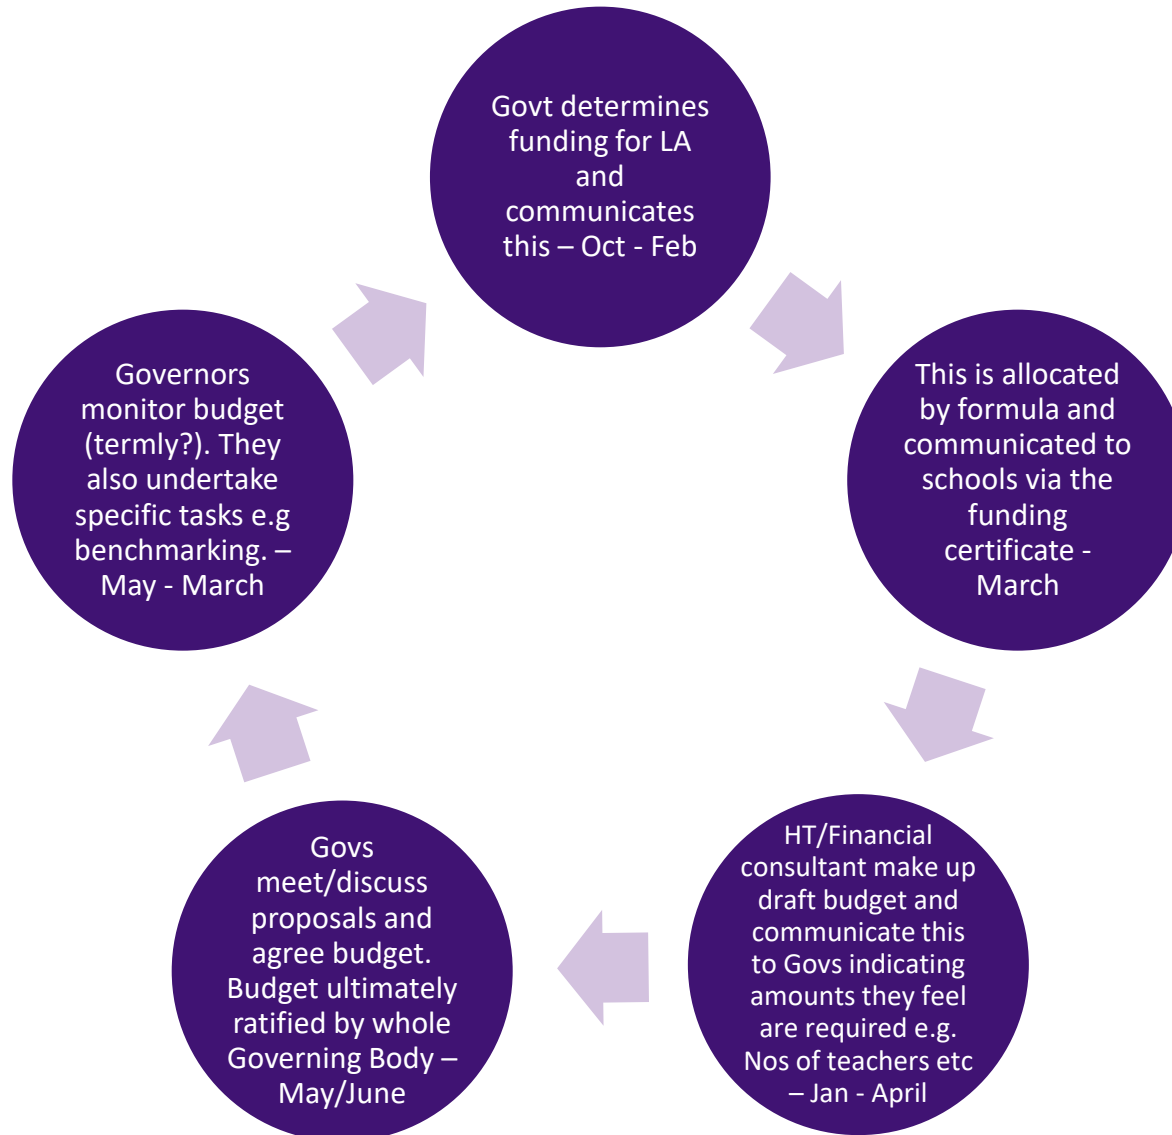 Govt determines
funding for LA
and
communicates
this – Oct - Feb
This is allocated
by formula and
communicated to
schools via the
funding
certificate -
March
HT/Financial
consultant make up
draft budget and
communicate this
to Govs indicating
amounts they feel
are required e.g.
Nos of teachers etc
– Jan - April
Govs
meet/discuss
proposals and
agree budget.
Budget ultimately
ratified by whole
Governing Body –
May/June
Governors
monitor budget
(termly?). They
also undertake
specific tasks e.g
benchmarking. –
May - March